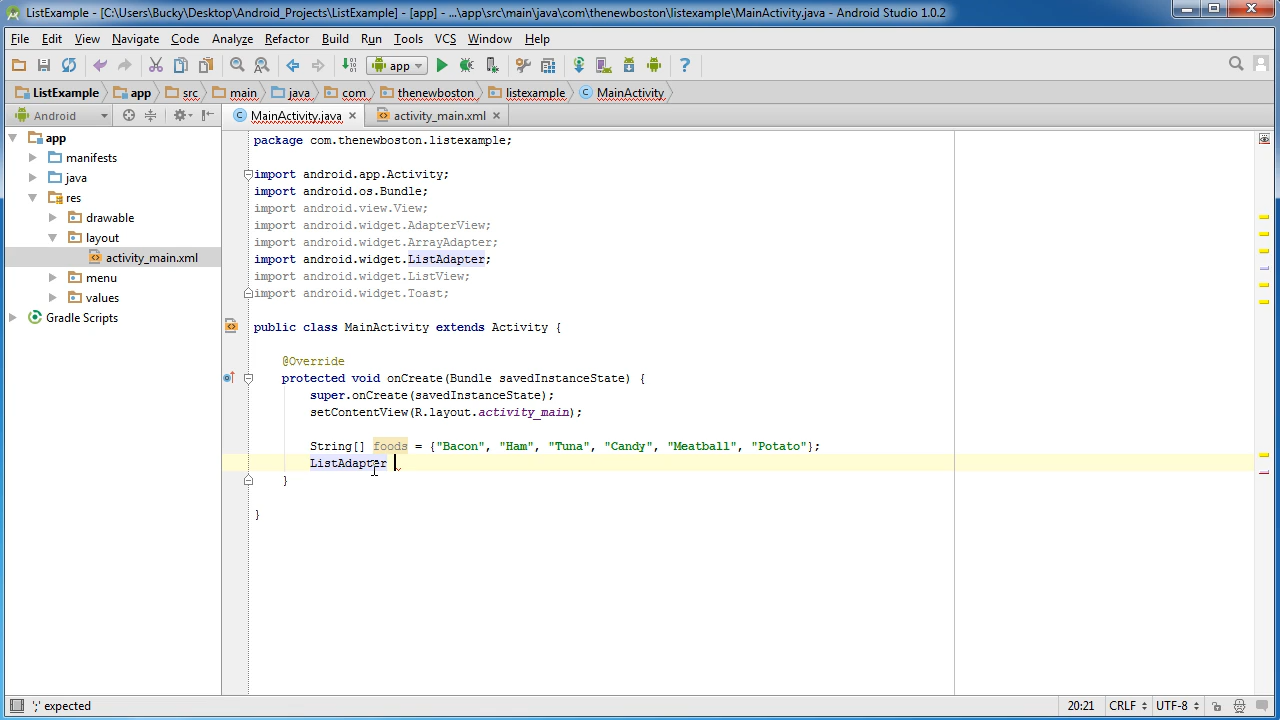 ListExample - [C:\Users\Bucky\Desktop\Android_Projects\ListExample] - [app] - ...\app\src\main\java\com\thenewboston\listexample\MainActivity.java - Android Studio 1.0.2
File Edit View Navigate Code Analyze Refactor Build Run Tools VCS Window Help
app
ListExample app src main java com thenewboston listexample MainActivity
Android MainActivity.java activity_main.xml
app
manifests
java
res
drawable
layout
activity_main.xml
menu
values
Gradle Scripts
package com.thenewboston.listexample;
import android.app.Activity;
import android.os.Bundle;
import android.view.View;
import android.widget.AdapterView;
import android.widget.ArrayAdapter;
import android.widget.ListAdapter;
import android.widget.ListView;
import android.widget.Toast;
public class MainActivity extends Activity {
@Override
protected void onCreate(Bundle savedInstanceState) {
super.onCreate(savedInstanceState);
setContentView(R.layout.activity_main);
String[] foods = {"Bacon", "Ham", "Tuna", "Candy", "Meatball", "Potato"};
ListAdapter
}
}
';' expected 20:21 CRLF UTF-8